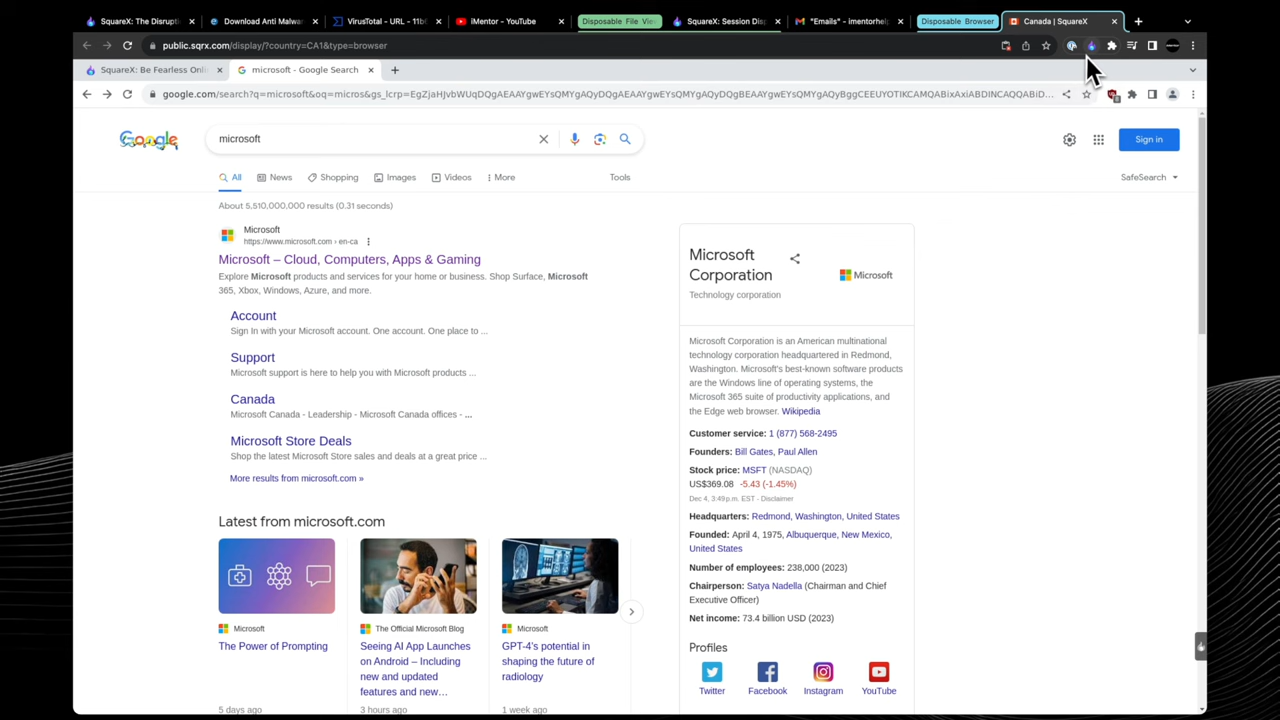 SquareX: The Disrupti
Download Anti Malwar
VirusTotal - URL - 11b
iMentor - YouTube
Disposable File View
SquareX: Session Dis
"Emails" - imentorhelp
Disposable Browser
Canada | SquareX
public.sqrx.com/display/?country=CA1&type=browser
SquareX: Be Fearless Onli
microsoft - Google Search
google.com/search?q=microsoft&oq=micros&gs_lcrp=EgZjaHJvbWUqDQgAEAAYgwEYsQMYgAQyDQgAEAAYgwEYsQMYgAQyDQgBEAAYgwEYsQMYgAQyBggCEEUYOTIKCAMQABixAxiABDINCAQQABiD...
Google
microsoft
Sign in
All
News
Shopping
Images
Videos
More
Tools
SafeSearch
About 5,510,000,000 results (0.31 seconds)
Microsoft
https://www.microsoft.com › en-ca
Microsoft – Cloud, Computers, Apps & Gaming
Explore Microsoft products and services for your home or business. Shop Surface, Microsoft
365, Xbox, Windows, Azure, and more.
Account
Sign In with your Microsoft account. One account. One place to ...
Support
Microsoft support is here to help you with Microsoft products ...
Canada
Microsoft Canada - Leadership - Microsoft Canada offices - ...
Microsoft Store Deals
Shop the latest Microsoft Store sales and deals at a great price ...
More results from microsoft.com »
Latest from microsoft.com
Microsoft
The Power of Prompting
5 days ago
The Official Microsoft Blog
Seeing AI App Launches
on Android – Including
new and updated
features and new…
3 hours ago
Microsoft
GPT-4's potential in
shaping the future of
radiology
1 week ago
Microsoft
Corporation
Technology corporation
Microsoft
Microsoft Corporation is an American multinational
technology corporation headquartered in Redmond,
Washington. Microsoft's best-known software products
are the Windows line of operating systems, the
Microsoft 365 suite of productivity applications, and
the Edge web browser. Wikipedia
Customer service: 1 (877) 568-2495
Founders: Bill Gates, Paul Allen
Stock price: MSFT (NASDAQ)
US$369.08 -5.43 (-1.45%)
Dec 4, 3:49 p.m. EST - Disclaimer
Headquarters: Redmond, Washington, United States
Founded: April 4, 1975, Albuquerque, New Mexico,
United States
Number of employees: 238,000 (2023)
Chairperson: Satya Nadella (Chairman and Chief
Executive Officer)
Net income: 73.4 billion USD (2023)
Profiles
Twitter
Facebook
Instagram
YouTube